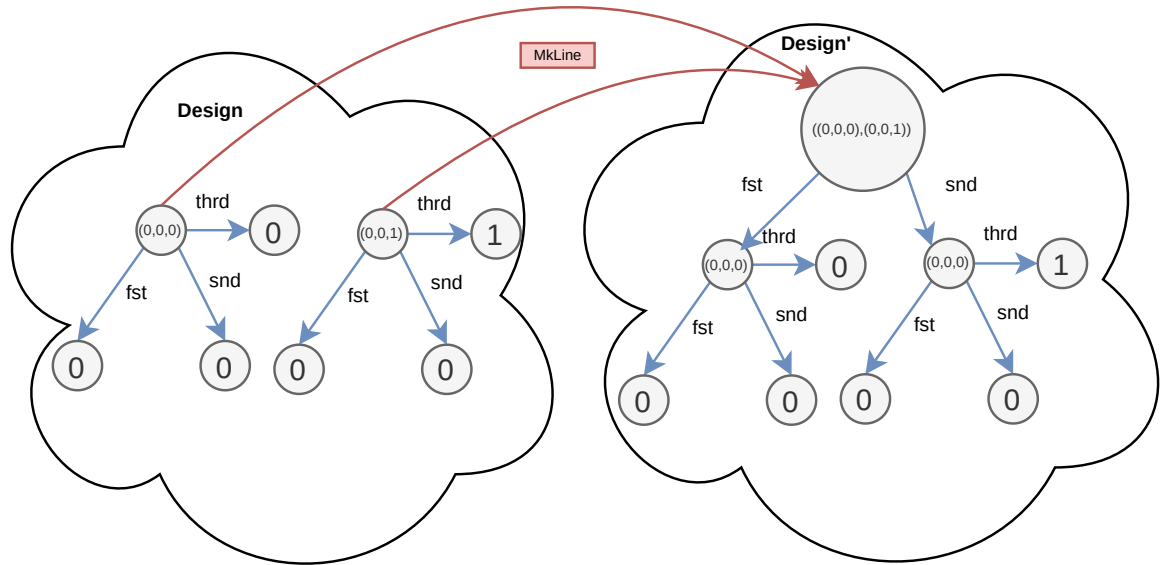 Design'
MkLine
Design
((0,0,0),(0,0,1))
fst
snd
thrd
(0,0,0)
0
fst
snd
0
0
thrd
(0,0,1)
1
fst
snd
0
0
thrd
(0,0,0)
0
fst
snd
0
0
thrd
(0,0,0)
1
fst
snd
0
0